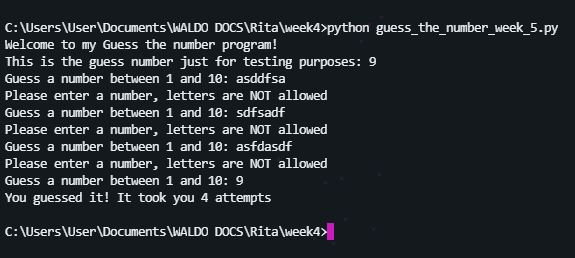 C:\Users\User\Documents\WALDO DOCS\Rita\week4>python guess_the_number_week_5.py
Welcome to my Guess the number program!
This is the guess number just for testing purposes: 9
Guess a number between 1 and 10: asddfsa
Please enter a number, letters are NOT allowed
Guess a number between 1 and 10: sdfsadf
Please enter a number, letters are NOT allowed
Guess a number between 1 and 10: asfdasdf
Please enter a number, letters are NOT allowed
Guess a number between 1 and 10: 9
You guessed it! It took you 4 attempts
C:\Users\User\Documents\WALDO DOCS\Rita\week4>